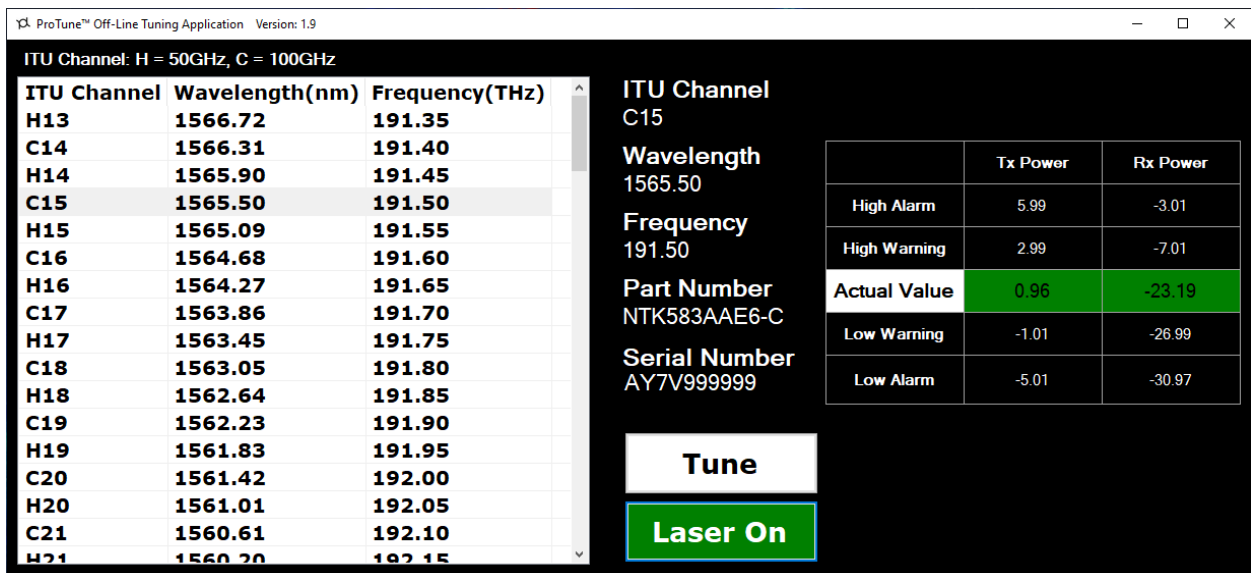 ProTune™ Off-Line Tuning Application Version: 1.9
ITU Channel: H = 50GHz, C = 100GHz
ITU Channel Wavelength(nm) Frequency(THz)
H13 1566.72 191.35
C14 1566.31 191.40
H14 1565.90 191.45
C15 1565.50 191.50
H15 1565.09 191.55
C16 1564.68 191.60
H16 1564.27 191.65
C17 1563.86 191.70
H17 1563.45 191.75
C18 1563.05 191.80
H18 1562.64 191.85
C19 1562.23 191.90
H19 1561.83 191.95
C20 1561.42 192.00
H20 1561.01 192.05
C21 1560.61 192.10
H21 1560.20 192.15
ITU Channel
C15
Wavelength
1565.50
Frequency
191.50
Part Number
NTK583AAE6-C
Serial Number
AY7V999999
Tx Power Rx Power
High Alarm 5.99 -3.01
High Warning 2.99 -7.01
Actual Value 0.96 -23.19
Low Warning -1.01 -26.99
Low Alarm -5.01 -30.97
Tune
Laser On